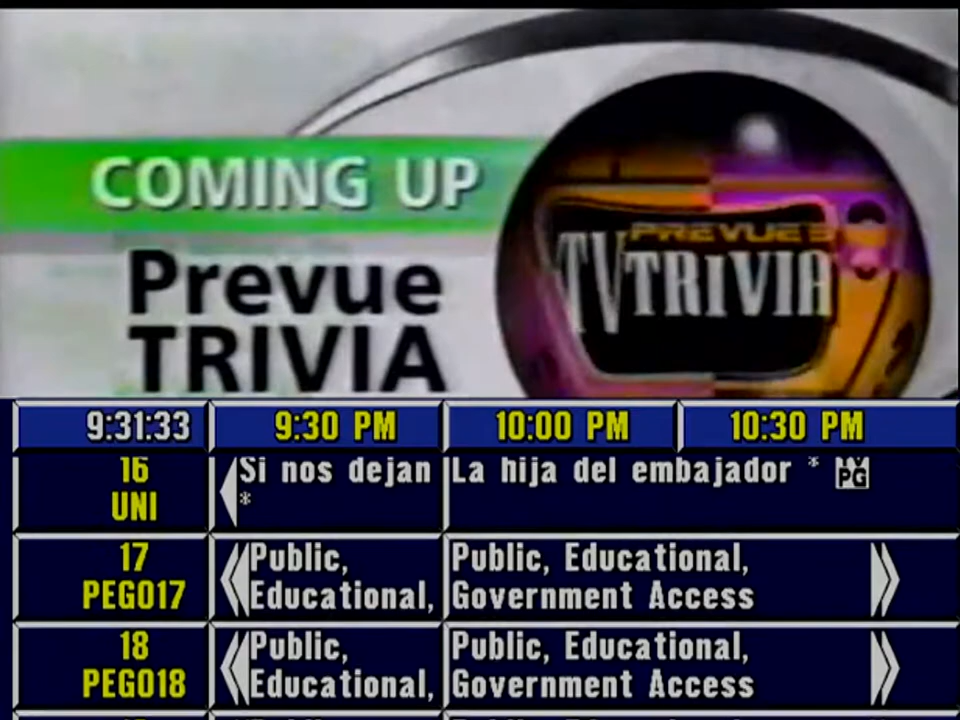 COMING UP
Prevue
TRIVIA
PREVUE'S
TV TRIVIA
9:31:33 9:30 PM 10:00 PM 10:30 PM
16 Si nos dejan La hija del embajador * TV PG
UNI *
17 Public, Public, Educational,
PEG017 Educational, Government Access
18 Public, Public, Educational,
PEG018 Educational, Government Access